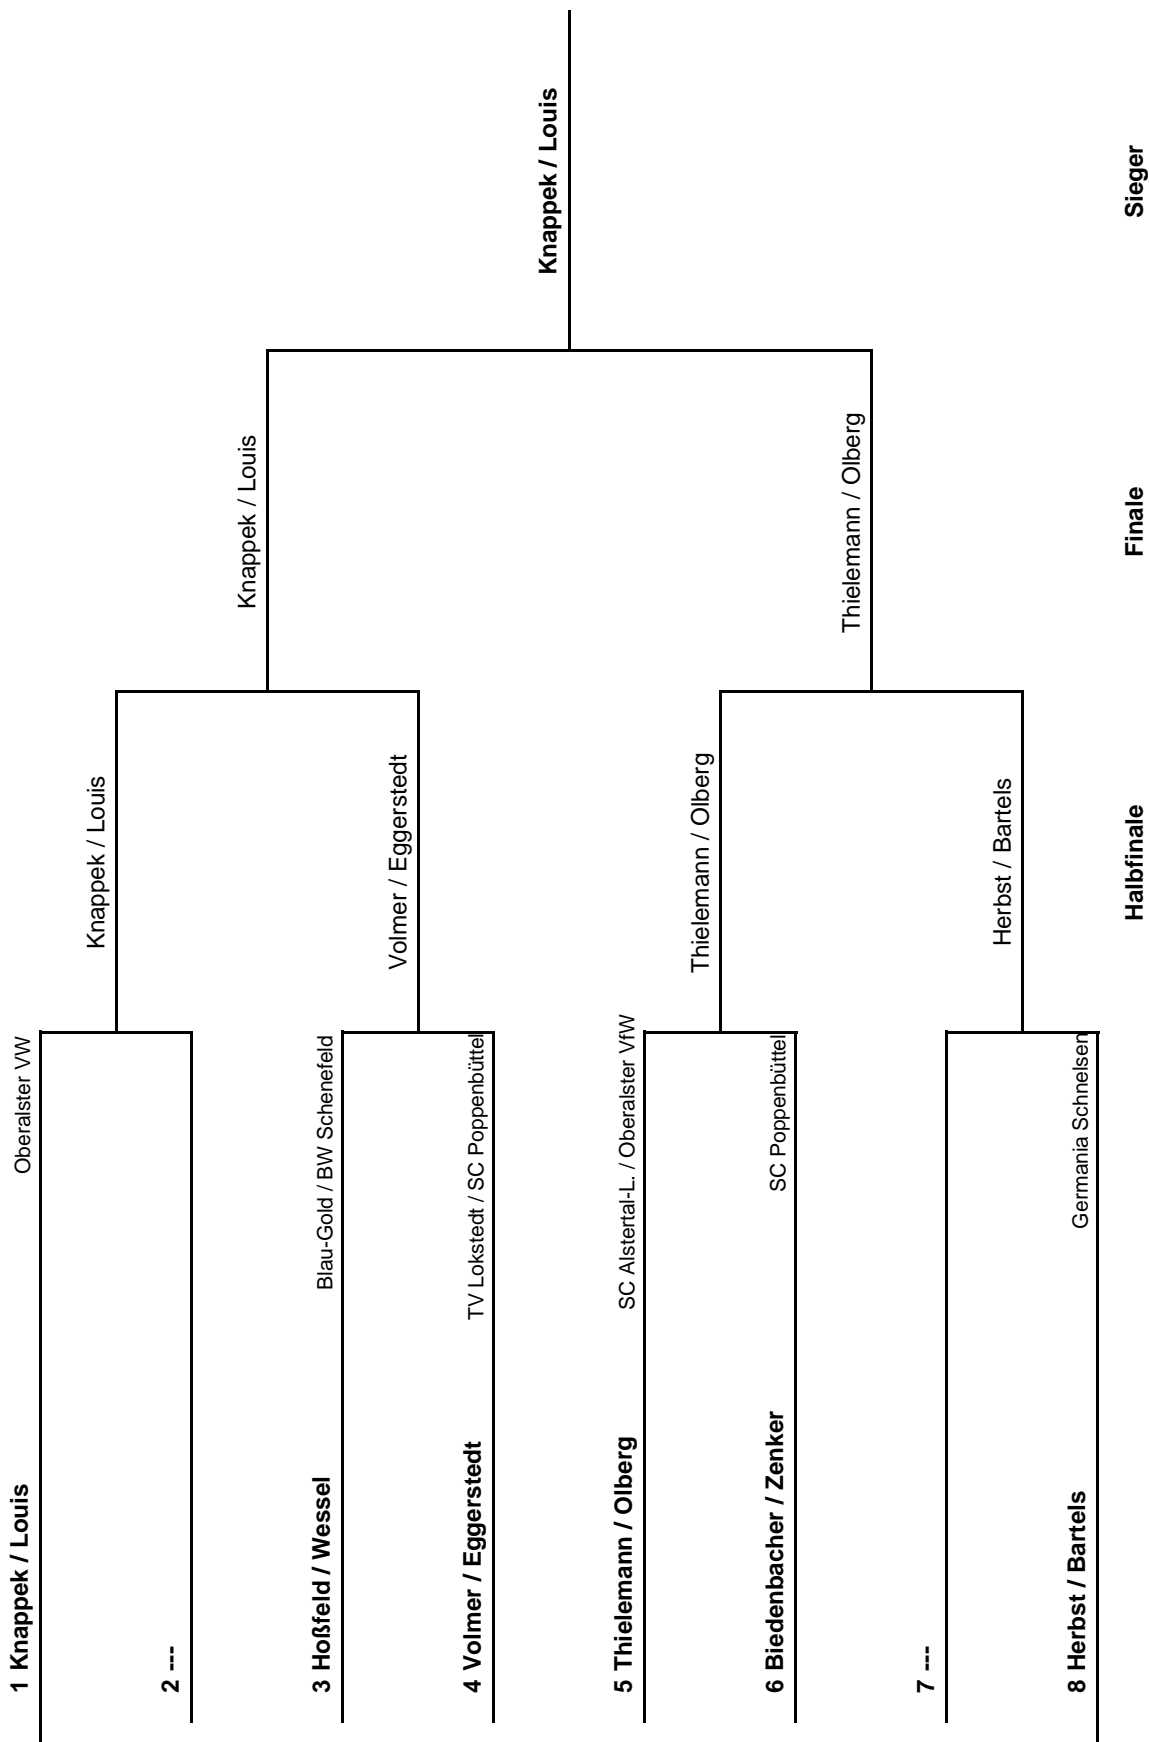 1 Knappek / Louis
Oberalster VW
2 ---
3 Hoßfeld / Wessel
Blau-Gold / BW Schenefeld
4 Volmer / Eggerstedt
TV Lokstedt / SC Poppenbüttel
5 Thielemann / Olberg
SC Alstertal-L. / Oberalster VfW
6 Biedenbacher / Zenker
SC Poppenbüttel
7 ---
8 Herbst / Bartels
Germania Schnelsen
Knappek / Louis
Volmer / Eggerstedt
Thielemann / Olberg
Herbst / Bartels
Halbfinale
Knappek / Louis
Thielemann / Olberg
Finale
Knappek / Louis
Sieger